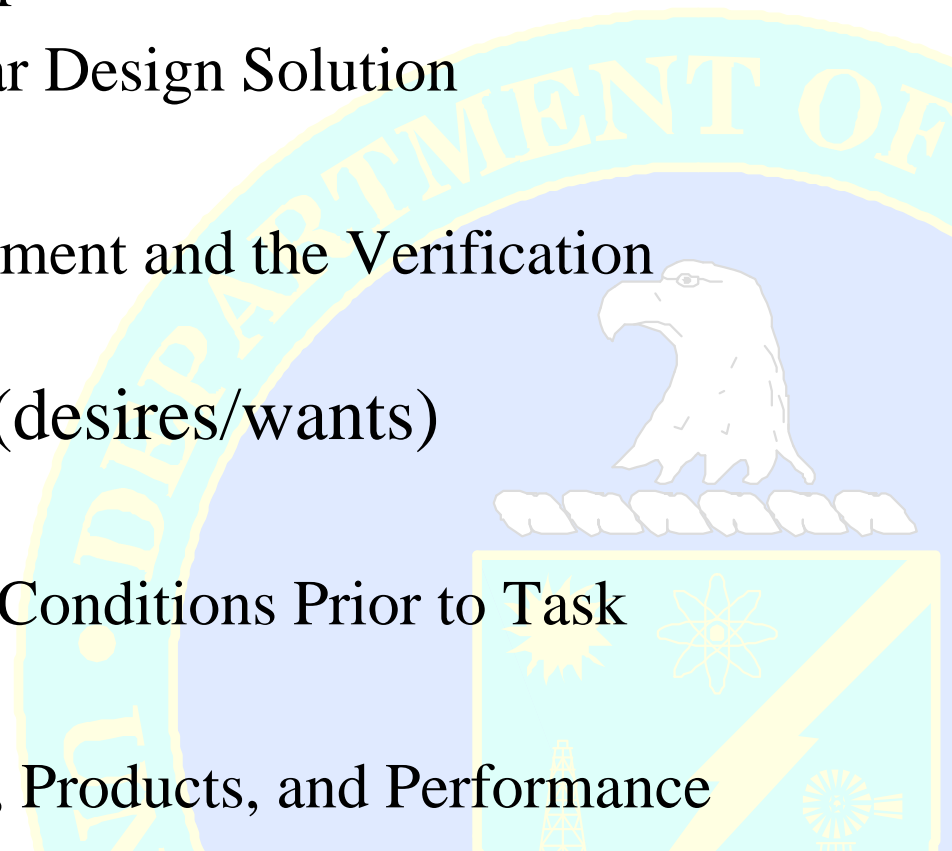 ar Design Solution
ment and the Verification
(desires/wants)
Conditions Prior to Task
, Products, and Performance
DEPARTMENT OF